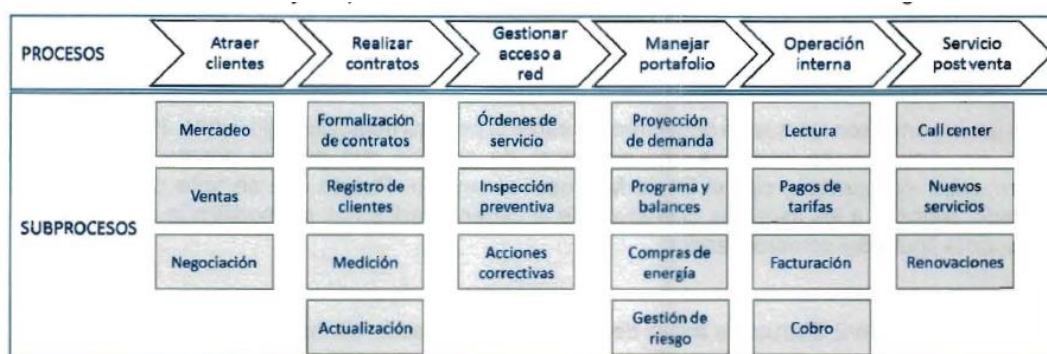 PROCESOS
Atraer
clientes
Realizar
contratos
Gestionar
acceso a
red
Manejar
portafolio
Operación
interna
Servicio
post venta
SUBPROCESOS
Mercadeo
Ventas
Negociación
Formalización
de contratos
Registro de
clientes
Medición
Actualización
Órdenes de
servicio
Inspección
preventiva
Acciones
correctivas
Proyección
de demanda
Programa y
balances
Compras de
energía
Gestión de
riesgo
Lectura
Pagos de
tarifas
Facturación
Cobro
Call center
Nuevos
servicios
Renovaciones